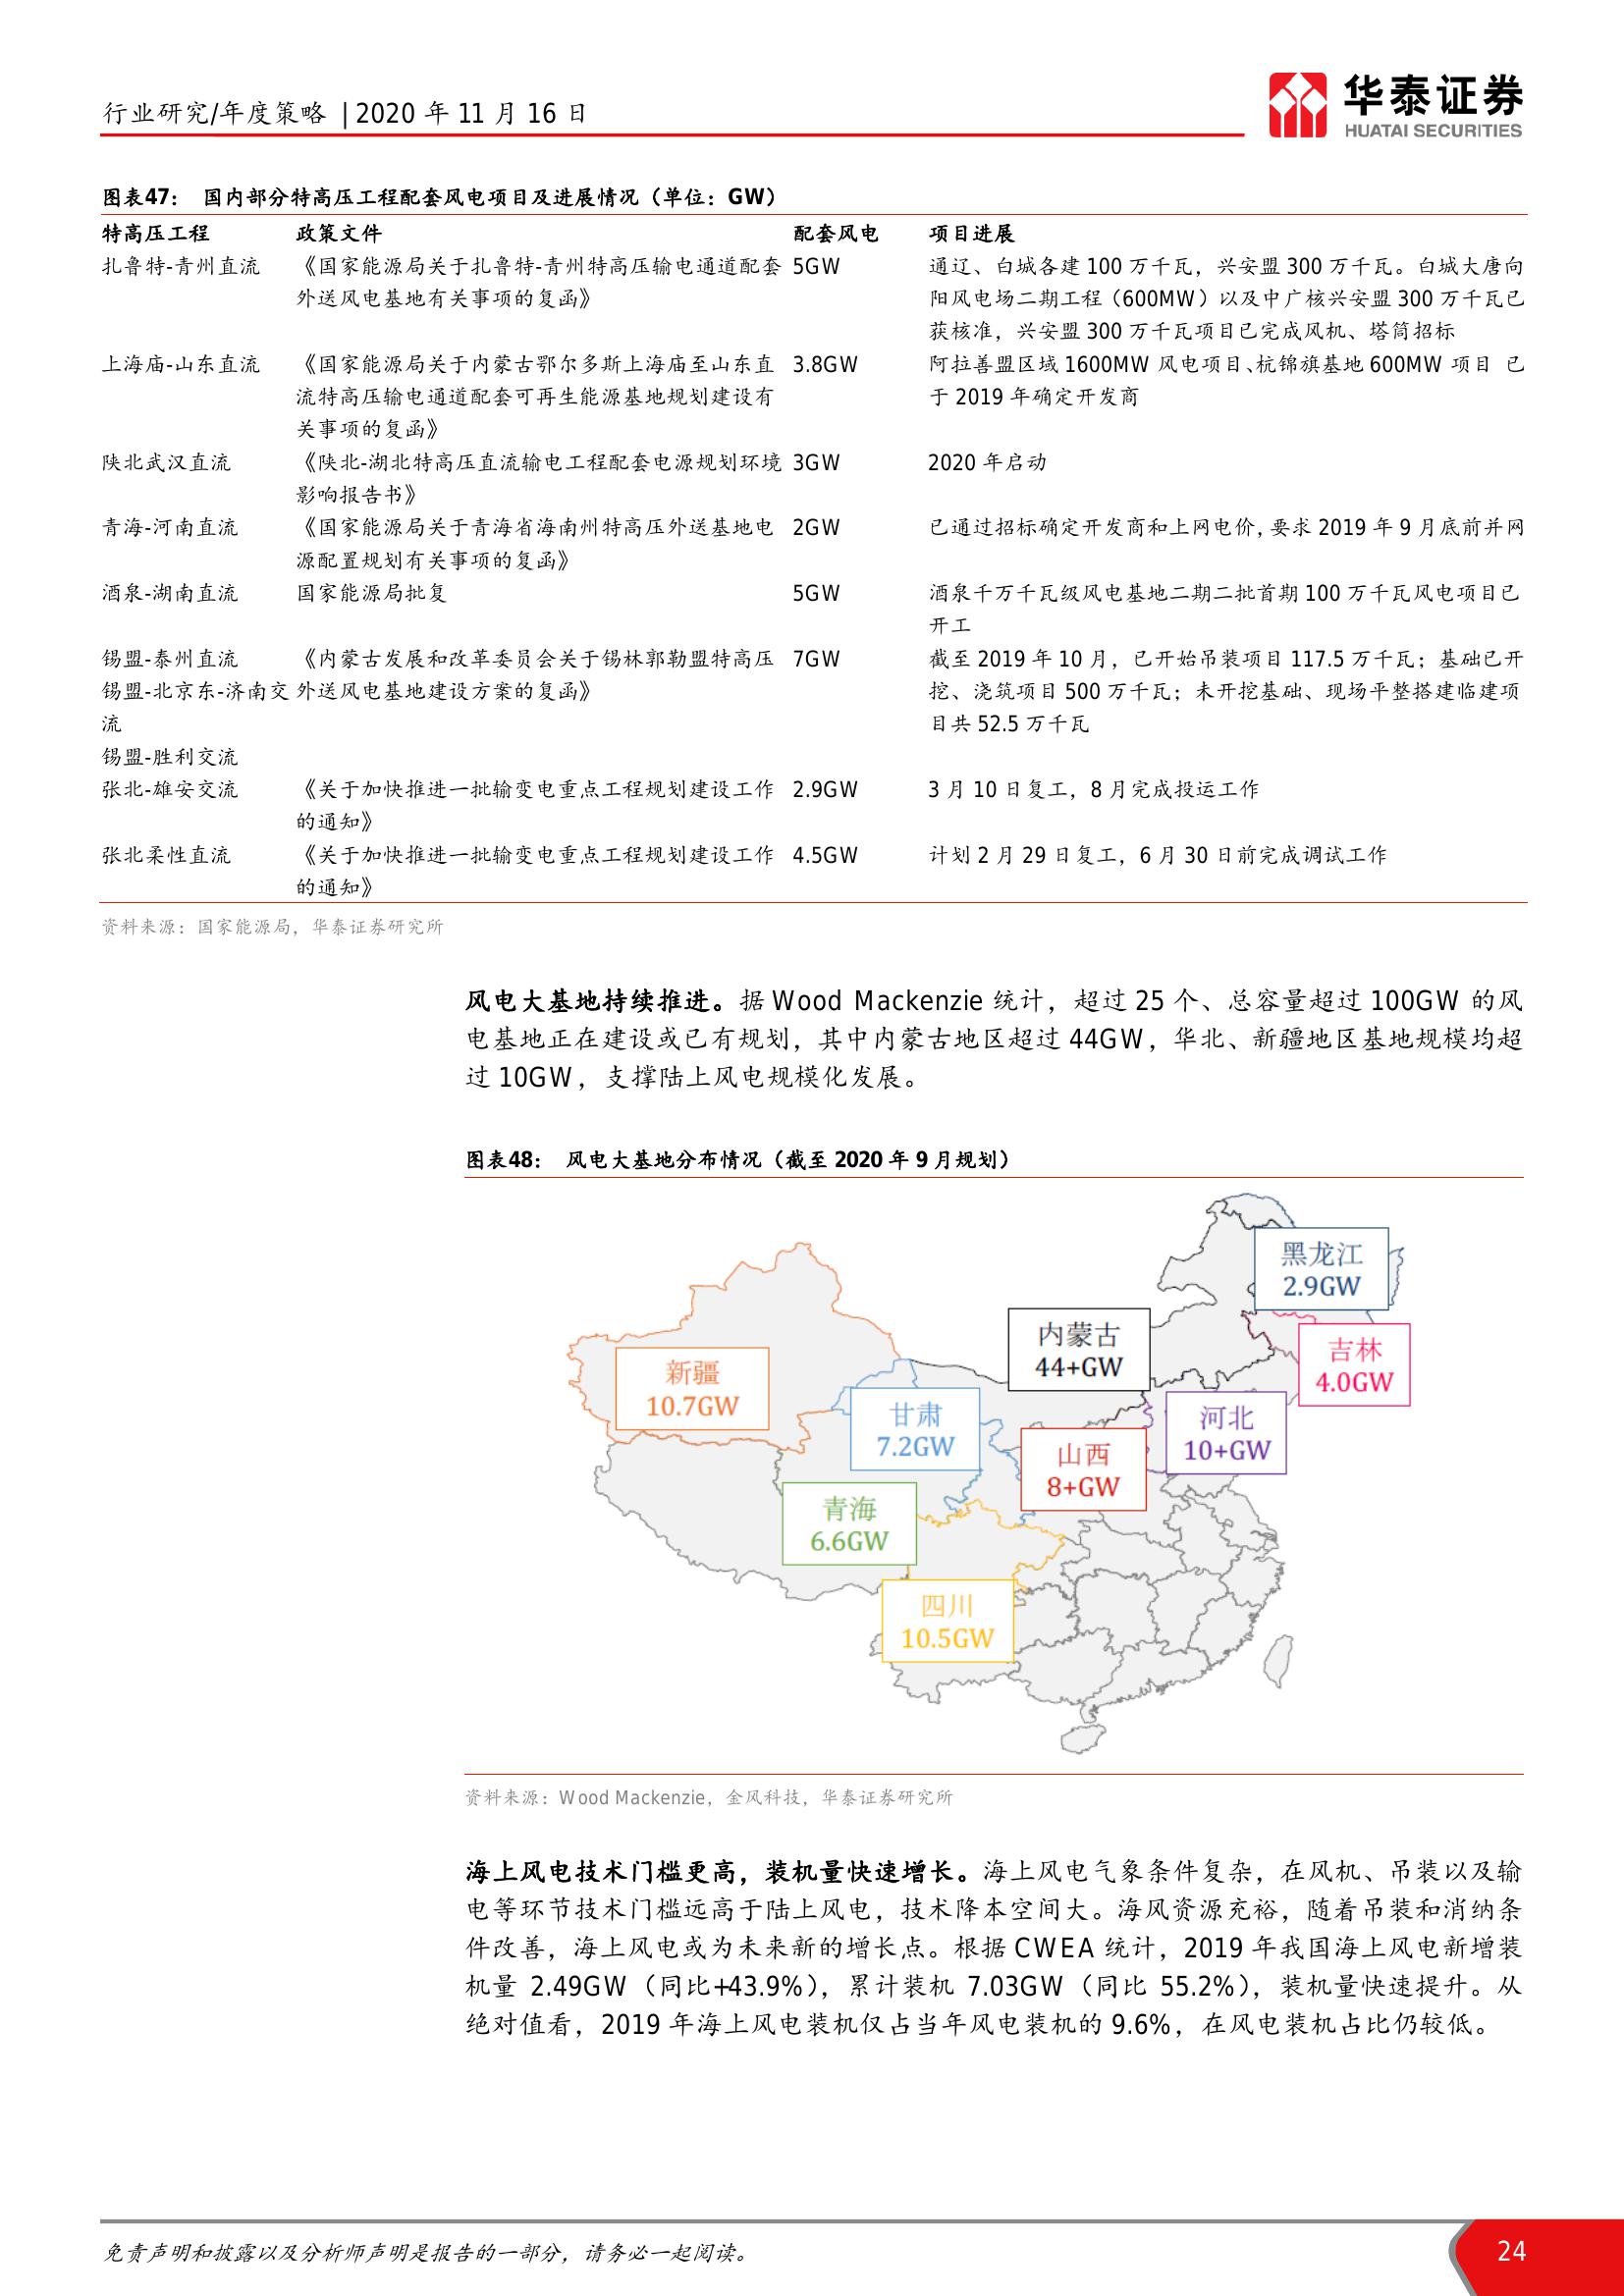 行业研究/年度策略 | 2020 年 11 月 16 日
华泰证券
HUATAI SECURITIES
图表47： 国内部分特高压工程配套风电项目及进展情况（单位：GW）
特高压工程 政策文件 配套风电 项目进展
扎鲁特-青州直流 《国家能源局关于扎鲁特-青州特高压输电通道配套 5GW 通辽、白城各建 100 万千瓦，兴安盟 300 万千瓦。白城大唐向
外送风电基地有关事项的复函》 阳风电场二期工程（600MW）以及中广核兴安盟 300 万千瓦已
获核准，兴安盟 300 万千瓦项目已完成风机、塔筒招标
上海庙-山东直流 《国家能源局关于内蒙古鄂尔多斯上海庙至山东直 3.8GW 阿拉善盟区域 1600MW 风电项目、杭锦旗基地 600MW 项目 已
流特高压输电通道配套可再生能源基地规划建设有 于 2019 年确定开发商
关事项的复函》
陕北武汉直流 《陕北-湖北特高压直流输电工程配套电源规划环境 3GW 2020 年启动
影响报告书》
青海-河南直流 《国家能源局关于青海省海南州特高压外送基地电 2GW 已通过招标确定开发商和上网电价，要求 2019 年 9 月底前并网
源配置规划有关事项的复函》
酒泉-湖南直流 国家能源局批复 5GW 酒泉千万千瓦级风电基地二期二批首期 100 万千瓦风电项目已
开工
锡盟-泰州直流 《内蒙古发展和改革委员会关于锡林郭勒盟特高压 7GW 截至 2019 年 10 月，已开始吊装项目 117.5 万千瓦；基础已开
锡盟-北京东-济南交 外送风电基地建设方案的复函》 挖、浇筑项目 500 万千瓦；未开挖基础、现场平整搭建临建项
流 目共 52.5 万千瓦
锡盟-胜利交流
张北-雄安交流 《关于加快推进一批输变电重点工程规划建设工作 2.9GW 3 月 10 日复工，8 月完成投运工作
的通知》
张北柔性直流 《关于加快推进一批输变电重点工程规划建设工作 4.5GW 计划 2 月 29 日复工，6 月 30 日前完成调试工作
的通知》
资料来源：国家能源局，华泰证券研究所
风电大基地持续推进。据 Wood Mackenzie 统计，超过 25 个、总容量超过 100GW 的风
电基地正在建设或已有规划，其中内蒙古地区超过 44GW，华北、新疆地区基地规模均超
过 10GW，支撑陆上风电规模化发展。
图表48： 风电大基地分布情况（截至 2020 年 9 月规划）
黑龙江
2.9GW
内蒙古
44+GW
吉林
4.0GW
新疆
10.7GW
甘肃
7.2GW
河北
10+GW
山西
8+GW
青海
6.6GW
四川
10.5GW
资料来源：Wood Mackenzie，金风科技，华泰证券研究所
海上风电技术门槛更高，装机量快速增长。海上风电气象条件复杂，在风机、吊装以及输
电等环节技术门槛远高于陆上风电，技术降本空间大。海风资源充裕，随着吊装和消纳条
件改善，海上风电或为未来新的增长点。根据 CWEA 统计，2019 年我国海上风电新增装
机量 2.49GW（同比+43.9%），累计装机 7.03GW（同比 55.2%），装机量快速提升。从
绝对值看，2019 年海上风电装机仅占当年风电装机的 9.6%，在风电装机占比仍较低。
免责声明和披露以及分析师声明是报告的一部分，请务必一起阅读。
24